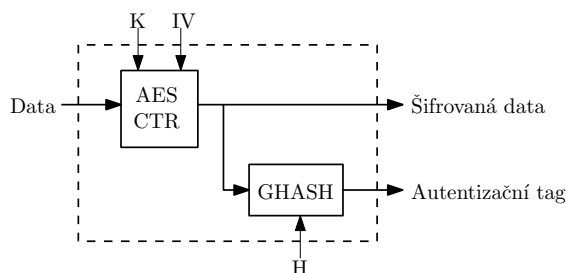 K
IV
Data
AES
CTR
Šifrovaná data
GHASH
Autentizační tag
H